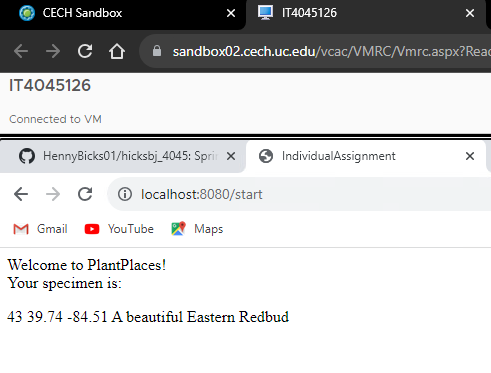 CECH Sandbox IT4045126
sandbox02.cech.uc.edu/vcac/VMRC/Vmrc.aspx?Read
IT4045126
Connected to VM
HennyBicks01/hicksbj_4045: Spri IndividualAssignment
localhost:8080/start
Gmail YouTube Maps
Welcome to PlantPlaces!
Your specimen is:
43 39.74 -84.51 A beautiful Eastern Redbud